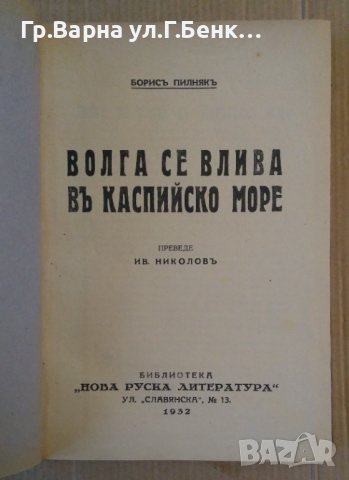 Гр.Варна ул.Г.Бенк...
БОРИСЪ ПИЛНЯКЪ
ВОЛГА СЕ ВЛИВА
ВЪ КАСПИЙСКО МОРЕ
ПРЕВЕДЕ
ИВ. НИКОЛОВЪ
БИБЛИОТЕКА
„НОВА РУСКА ЛИТЕРАТУРА“
УЛ. „СЛАВЯНСКА“, № 13.
1932
BAZAR